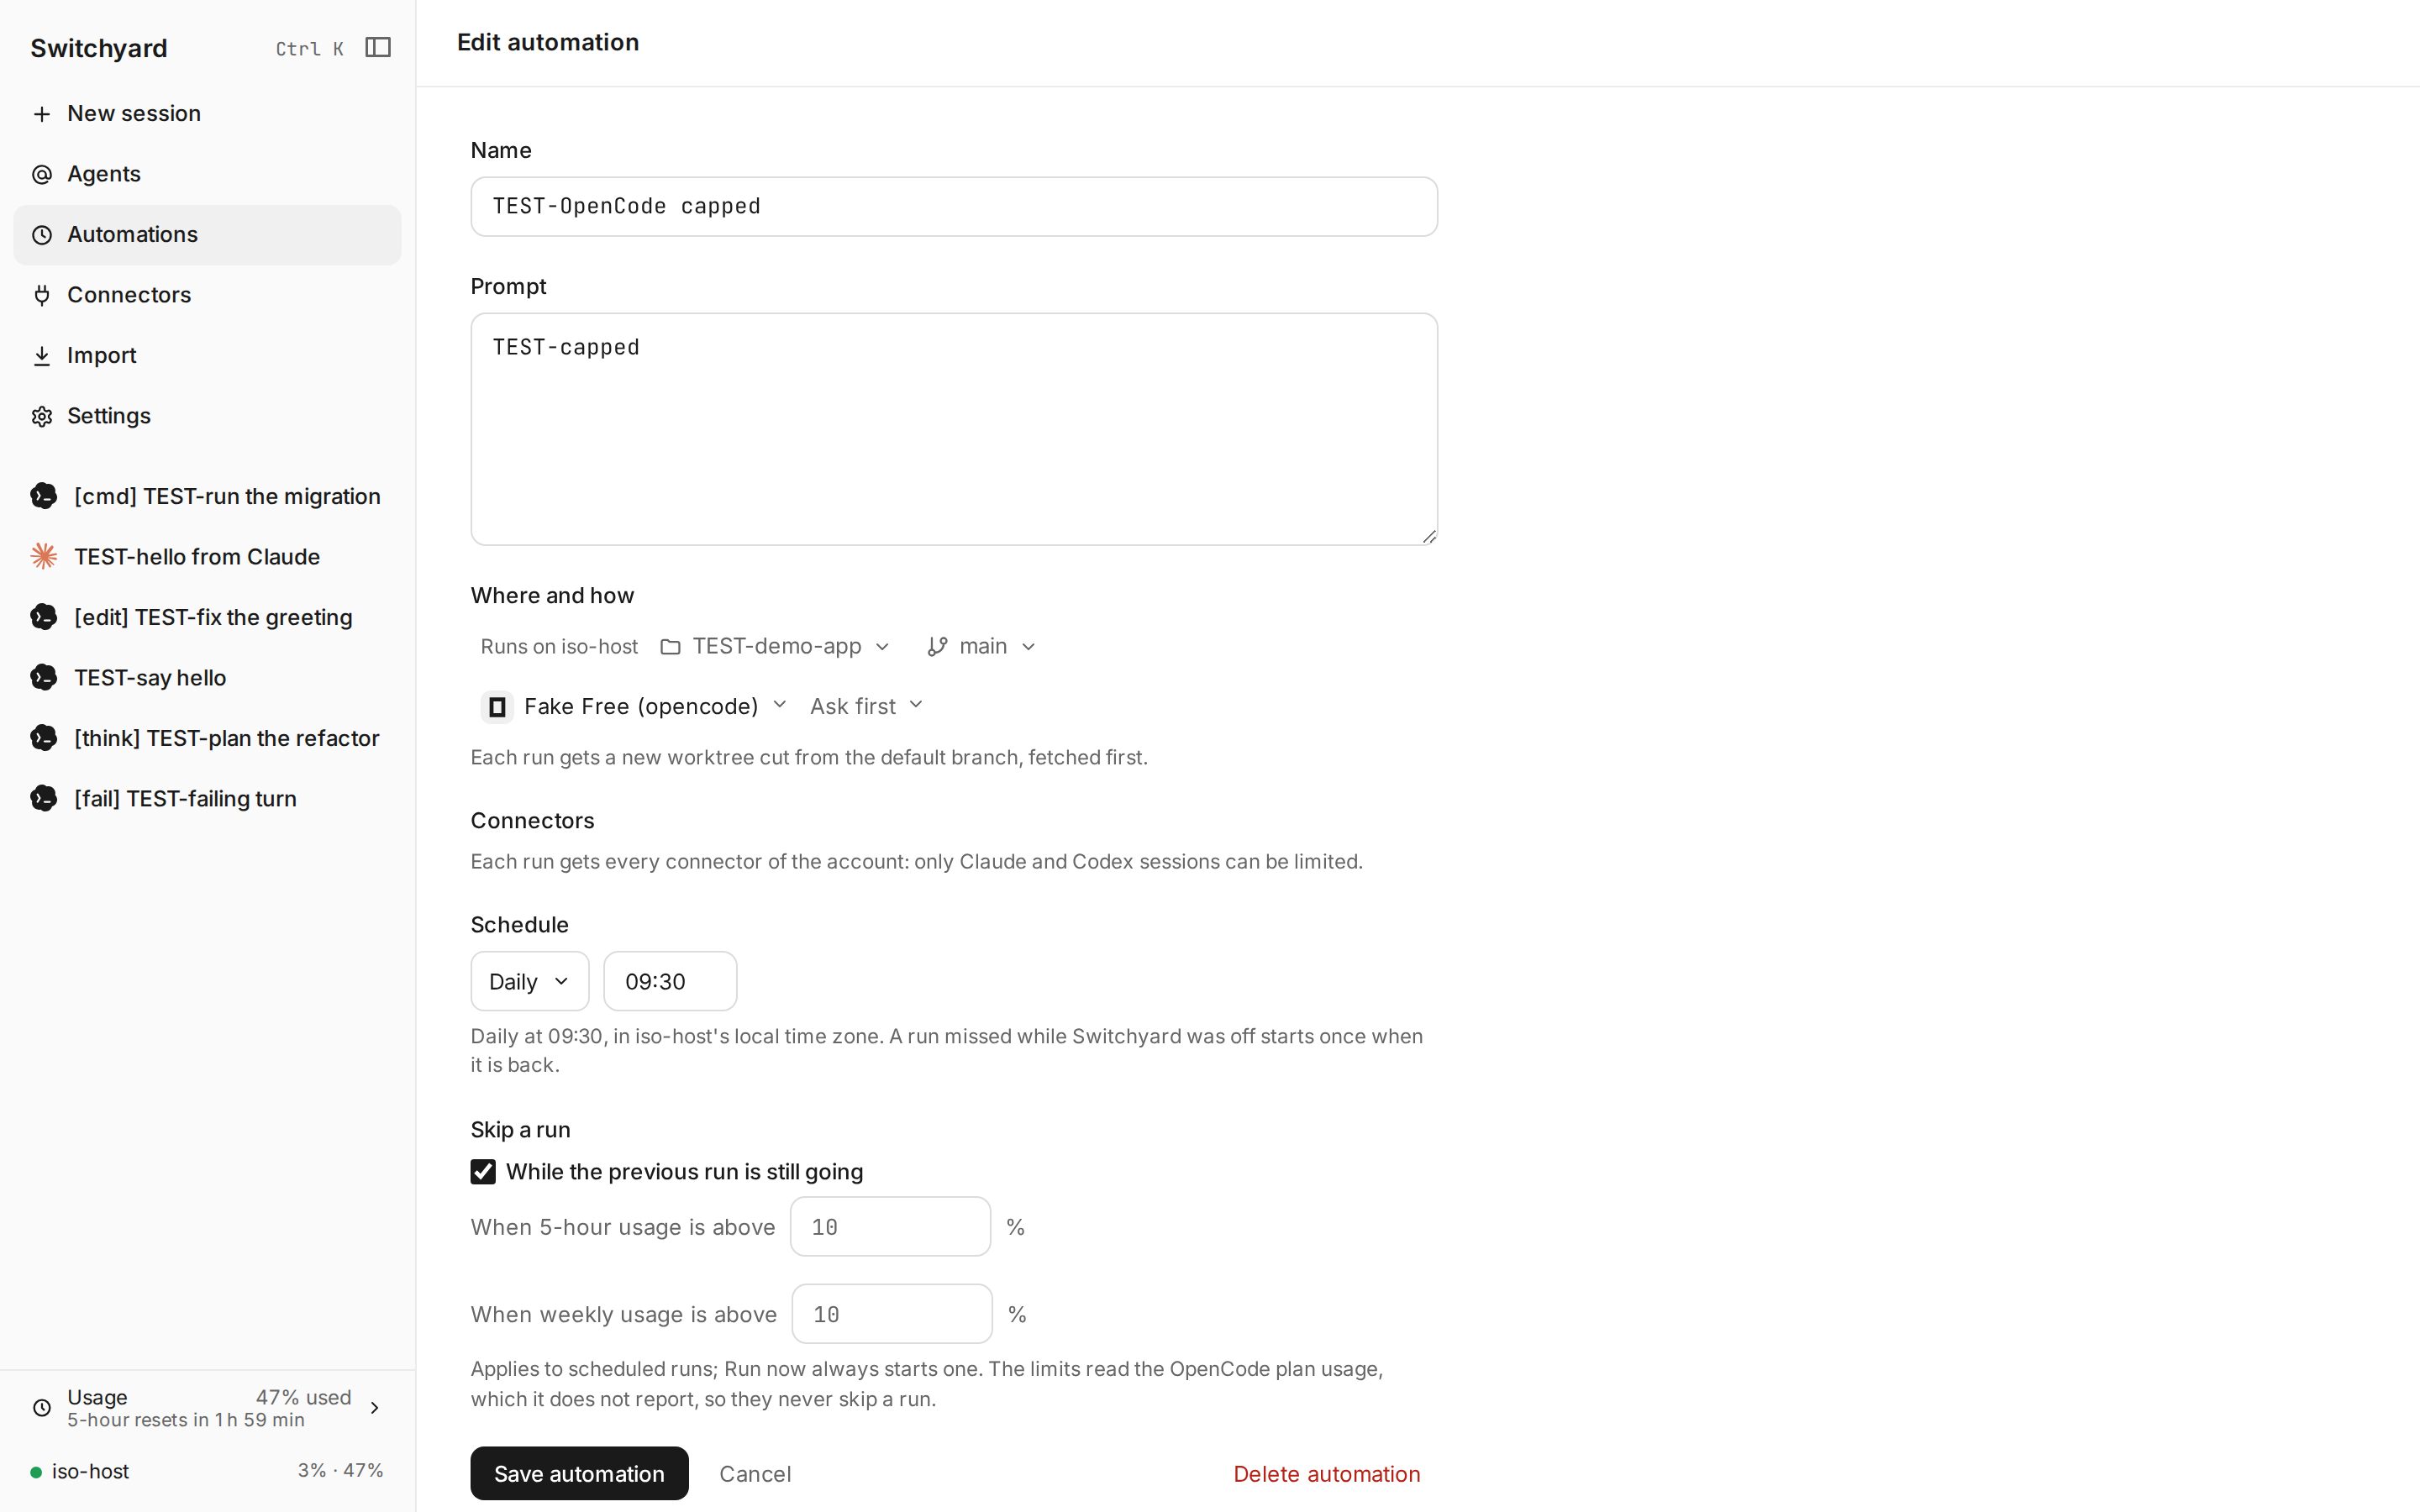 Switchyard
Ctrl K
New session
Agents
Automations
Connectors
Import
Settings
[cmd] TEST-run the migration
TEST-hello from Claude
[edit] TEST-fix the greeting
TEST-say hello
[think] TEST-plan the refactor
[fail] TEST-failing turn
Usage
47% used
5-hour resets in 1 h 59 min
iso-host
3% · 47%
Edit automation
Name
TEST-OpenCode capped
Prompt
TEST-capped
Where and how
Runs on iso-host
TEST-demo-app
main
Fake Free (opencode)
Ask first
Each run gets a new worktree cut from the default branch, fetched first.
Connectors
Each run gets every connector of the account: only Claude and Codex sessions can be limited.
Schedule
Daily
09:30
Daily at 09:30, in iso-host's local time zone. A run missed while Switchyard was off starts once when
it is back.
Skip a run
While the previous run is still going
When 5-hour usage is above 10 %
When weekly usage is above 10 %
Applies to scheduled runs; Run now always starts one. The limits read the OpenCode plan usage,
which it does not report, so they never skip a run.
Save automation
Cancel
Delete automation